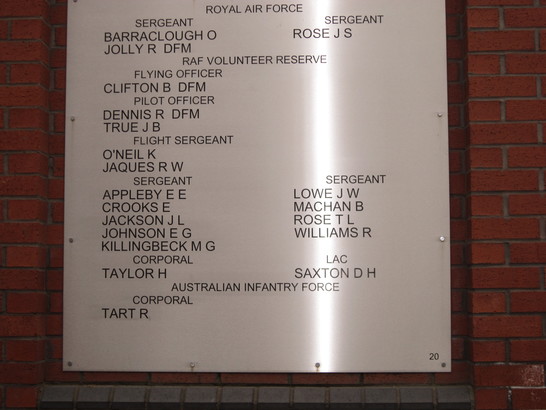 ROYAL AIR FORCE
SERGEANT SERGEANT
BARRACLOUGH O ROSE J S
JOLLY R DFM
RAF VOLUNTEER RESERVE
FLYING OFFICER
CLIFTON B DFM
PILOT OFFICER
DENNIS R DFM
TRUE J B
FLIGHT SERGEANT
O'NEIL K
JAQUES R W
SERGEANT SERGEANT
APPLEBY E E LOWE J W
CROOKS E MACHAN B
JACKSON J L ROSE T L
JOHNSON E G WILLIAMS R
KILLINGBECK M G
CORPORAL LAC
TAYLOR H SAXTON D H
AUSTRALIAN INFANTRY FORCE
CORPORAL
TART R
20